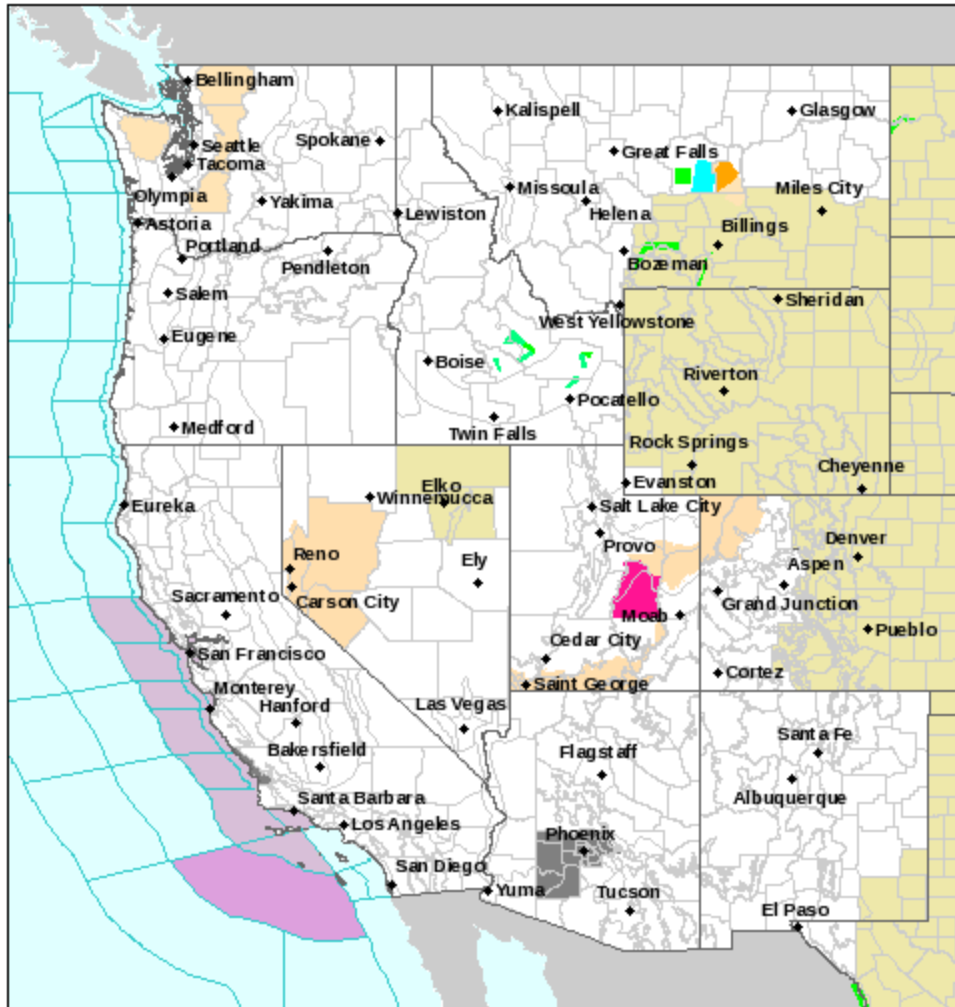 Bellingham
Kalispell
Glasgow
Seattle
Spokane
Great Falls
Tacoma
Olympia
Missoula
Miles City
Yakima
Lewiston
Helena
Astoria
Billings
Portland
Pendleton
Bozeman
Salem
Sheridan
West Yellowstone
Eugene
Boise
Riverton
Pocatello
Medford
Twin Falls
Rock Springs
Cheyenne
Elko
Evanston
Winnemucca
Eureka
Salt Lake City
Denver
Reno
Provo
Ely
Aspen
Sacramento
Carson City
Grand Junction
Moab
Pueblo
Cedar City
San Francisco
Cortez
Saint George
Monterey
Hanford
Las Vegas
Santa Fe
Bakersfield
Flagstaff
Albuquerque
Santa Barbara
Los Angeles
Phoenix
San Diego
Yuma
Tucson
El Paso